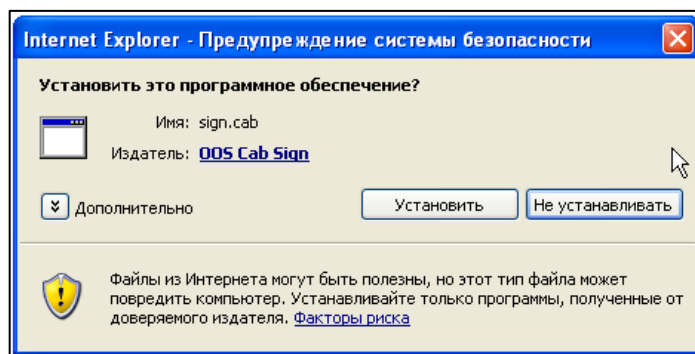 Internet Explorer - Предупреждение системы безопасности
Установить это программное обеспечение?
Имя: sign.cab
Издатель: OOS Cab Sign
Дополнительно
Установить
Не устанавливать
Файлы из Интернета могут быть полезны, но этот тип файла может
повредить компьютер. Устанавливайте только программы, полученные от
доверяемого издателя. Факторы риска